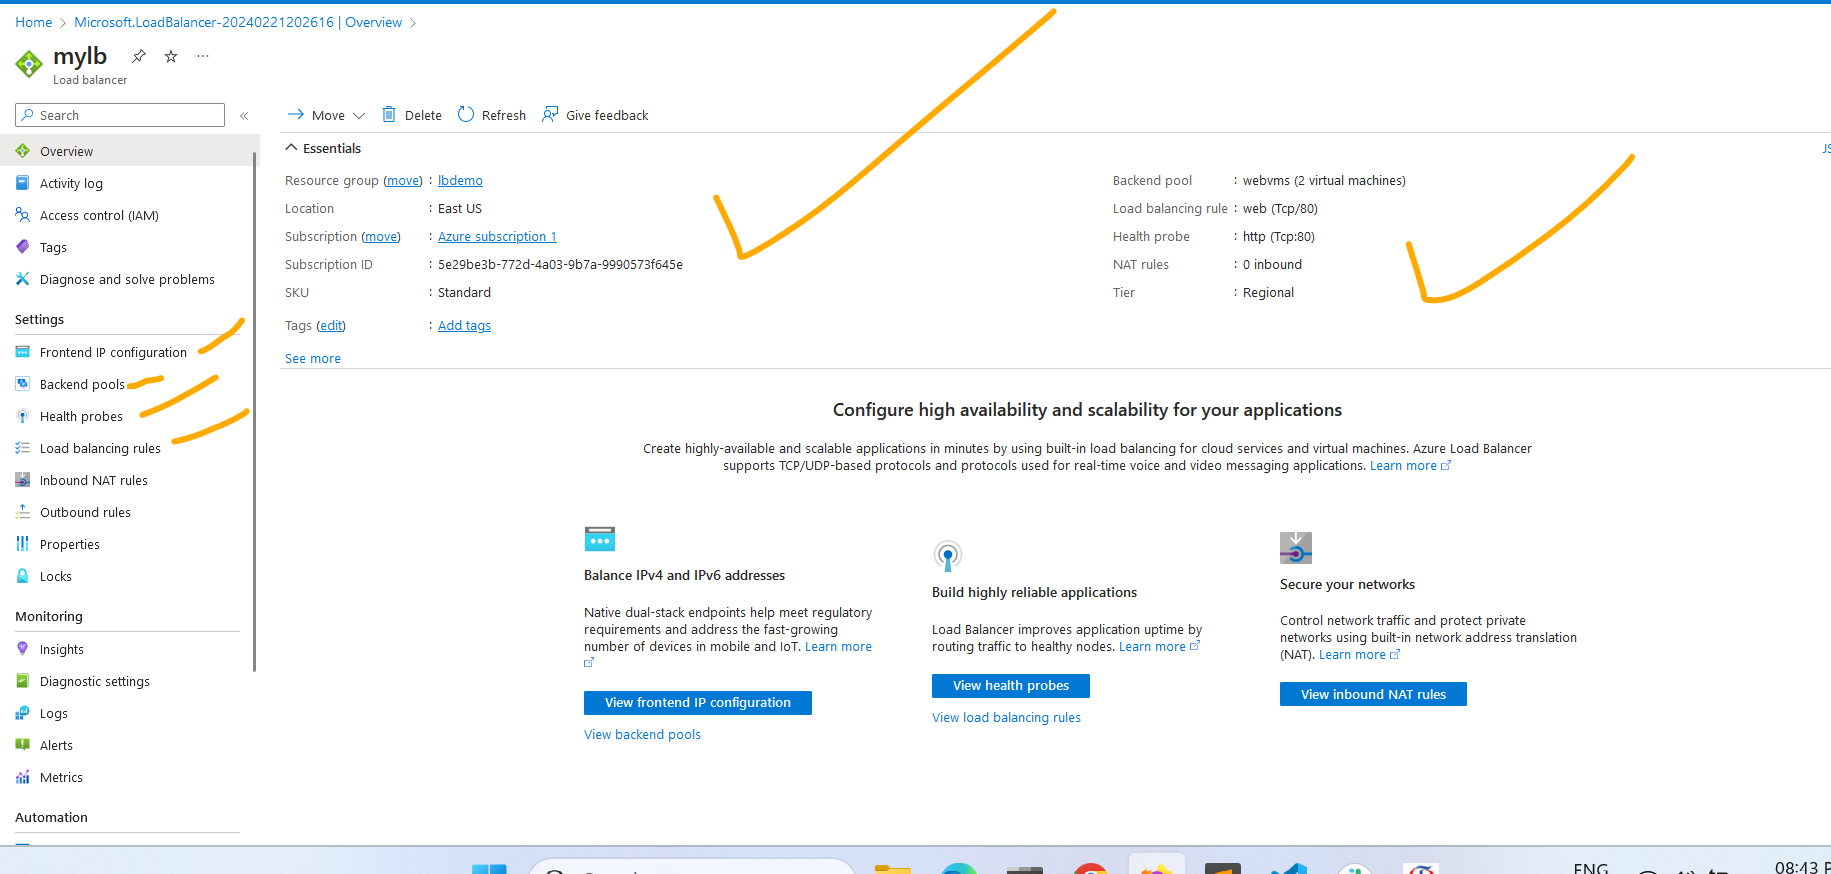 Home > Microsoft.LoadBalancer-20240221202616 | Overview >
mylb
Load balancer
Search
Overview
Activity log
Access control (IAM)
Tags
Diagnose and solve problems
Settings
Frontend IP configuration
Backend pools
Health probes
Load balancing rules
Inbound NAT rules
Outbound rules
Properties
Locks
Monitoring
Insights
Diagnostic settings
Logs
Alerts
Metrics
Automation
Move Delete Refresh Give feedback
Essentials
Resource group (move) : lbdemo
Location : East US
Subscription (move) : Azure subscription 1
Subscription ID : 5e29be3b-772d-4a03-9b7a-9990573f645e
SKU : Standard
Tags (edit) : Add tags
See more
Backend pool : webvms (2 virtual machines)
Load balancing rule : web (Tcp/80)
Health probe : http (Tcp:80)
NAT rules : 0 inbound
Tier : Regional
Configure high availability and scalability for your applications
Create highly-available and scalable applications in minutes by using built-in load balancing for cloud services and virtual machines. Azure Load Balancer
supports TCP/UDP-based protocols and protocols used for real-time voice and video messaging applications. Learn more
Balance IPv4 and IPv6 addresses
Native dual-stack endpoints help meet regulatory
requirements and address the fast-growing
number of devices in mobile and IoT. Learn more
View frontend IP configuration
View backend pools
Build highly reliable applications
Load Balancer improves application uptime by
routing traffic to healthy nodes. Learn more
View health probes
View load balancing rules
Secure your networks
Control network traffic and protect private
networks using built-in network address translation
(NAT). Learn more
View inbound NAT rules
ENG
08:43